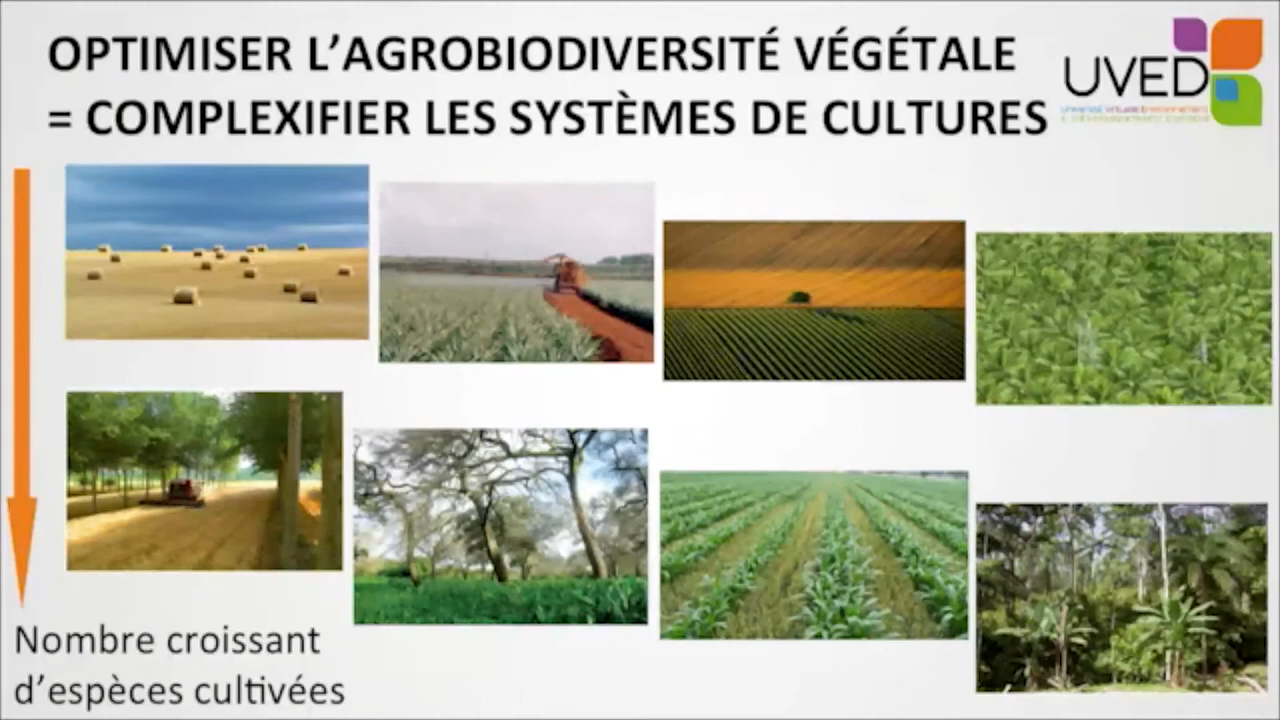 OPTIMISER L’AGROBIODIVERSITÉ VÉGÉTALE
= COMPLEXIFIER LES SYSTÈMES DE CULTURES
UVED
Nombre croissant
d’espèces cultivées